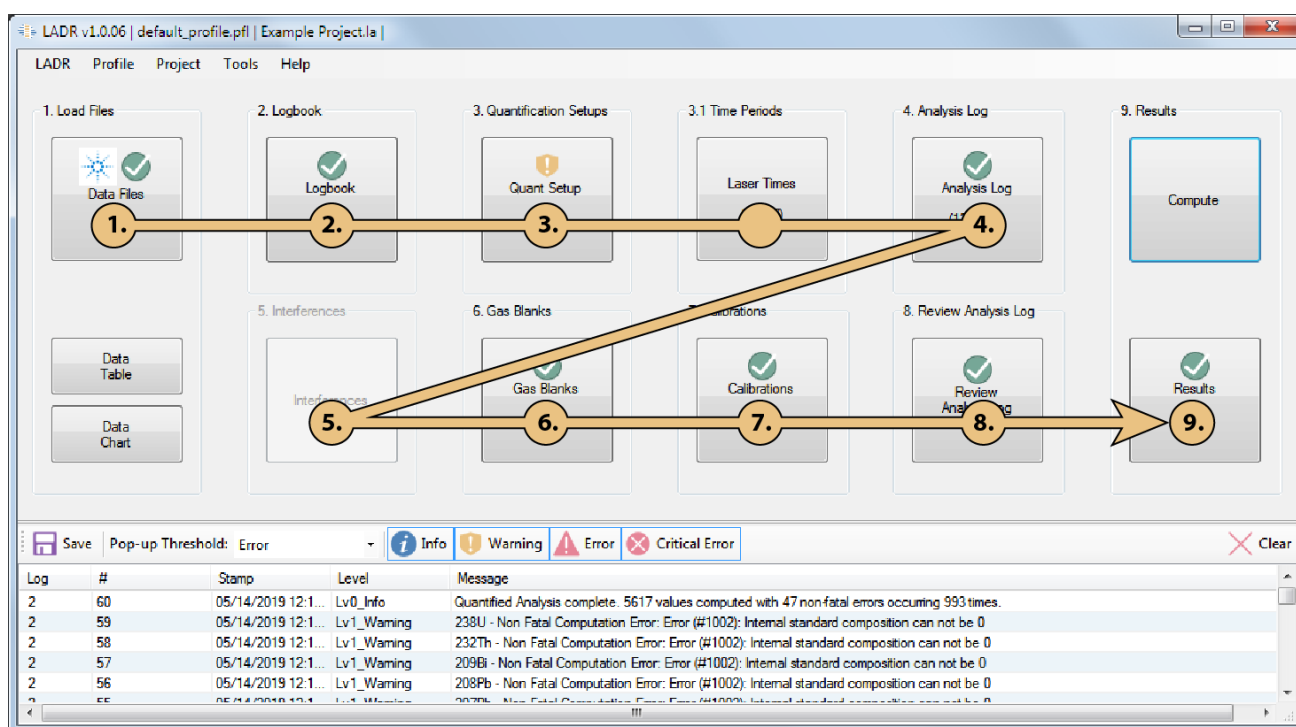 LADR v1.0.06 | default_profile.pfl | Example Project.la |
LADR Profile Project Tools Help
1. Load Files 2. Logbook 3. Quantification Setups 3.1 Time Periods 4. Analysis Log 9. Results
Data Files Logbook Quant Setup Laser Times Analysis Log Compute
1. 2. 3. 4.
5. Interferences 6. Gas Blanks 8. Review Analysis Log
Data
Table
Interferences Gas Blanks Calibrations Review Results
Data
Chart
5. 6. 7. 8. 9.
Save Pop-up Threshold: Error Info Warning Error Critical Error Clear
Log # Stamp Level Message
2 60 05/14/2019 12:1... Lv0_Info Quantified Analysis complete. 5617 values computed with 47 non-fatal errors occurring 993 times.
2 59 05/14/2019 12:1... Lv1_Warning 238U - Non Fatal Computation Error: Error (#1002): Internal standard composition can not be 0
2 58 05/14/2019 12:1... Lv1_Warning 232Th - Non Fatal Computation Error: Error (#1002): Internal standard composition can not be 0
2 57 05/14/2019 12:1... Lv1_Warning 209Bi - Non Fatal Computation Error: Error (#1002): Internal standard composition can not be 0
2 56 05/14/2019 12:1... Lv1_Warning 208Pb - Non Fatal Computation Error: Error (#1002): Internal standard composition can not be 0